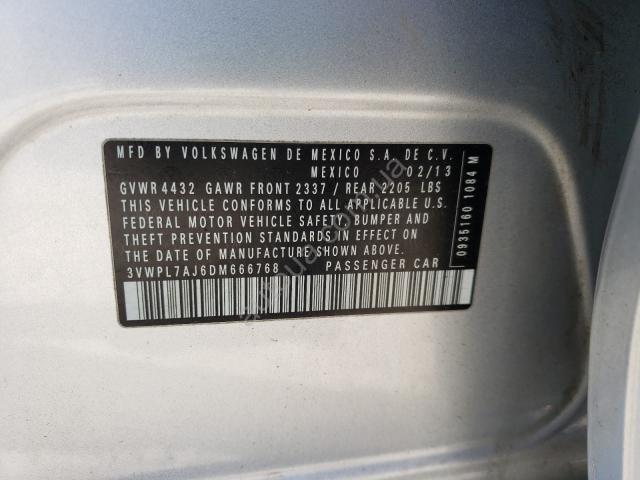 MFD BY VOLKSWAGEN DE MEXICO S.A. DE C.V.
MEXICO 02/13
GVWR 4432 GAWR FRONT 2337 / REAR 2205 LBS
THIS VEHICLE CONFORMS TO ALL APPLICABLE U.S.
FEDERAL MOTOR VEHICLE SAFETY, BUMPER AND
THEFT PREVENTION STANDARDS IN EFFECT ON THE
DATE OF MANUFACTURE SHOWN ABOVE.
3VWPL7AJ6DM666768 PASSENGER CAR
0935160 1084 M